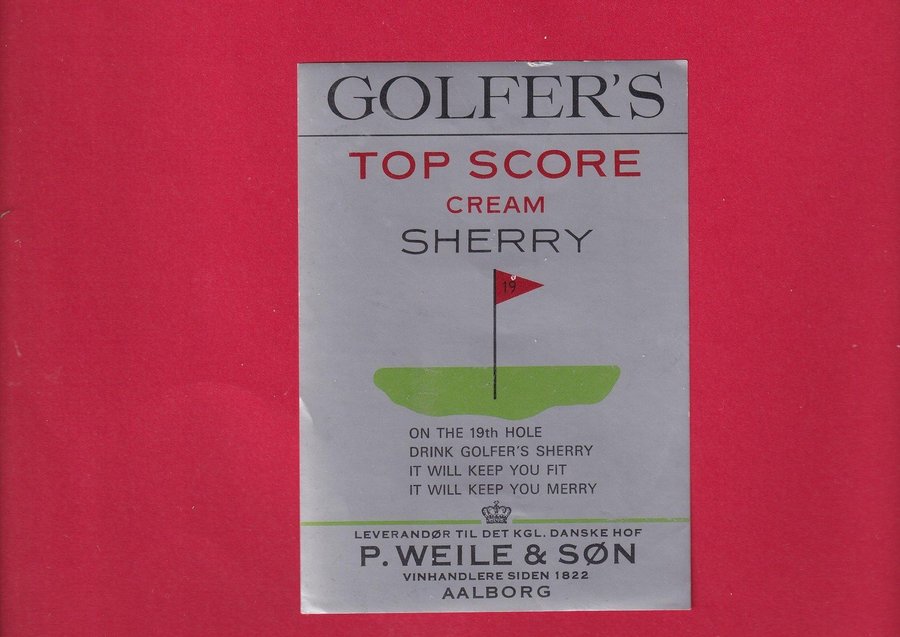 GOLFER'S
TOP SCORE
CREAM
SHERRY
19
ON THE 19th HOLE
DRINK GOLFER'S SHERRY
IT WILL KEEP YOU FIT
IT WILL KEEP YOU MERRY
LEVERANDØR TIL DET KGL. DANSKE HOF
P. WEILE & SØN
VINHANDLERE SIDEN 1822
AALBORG